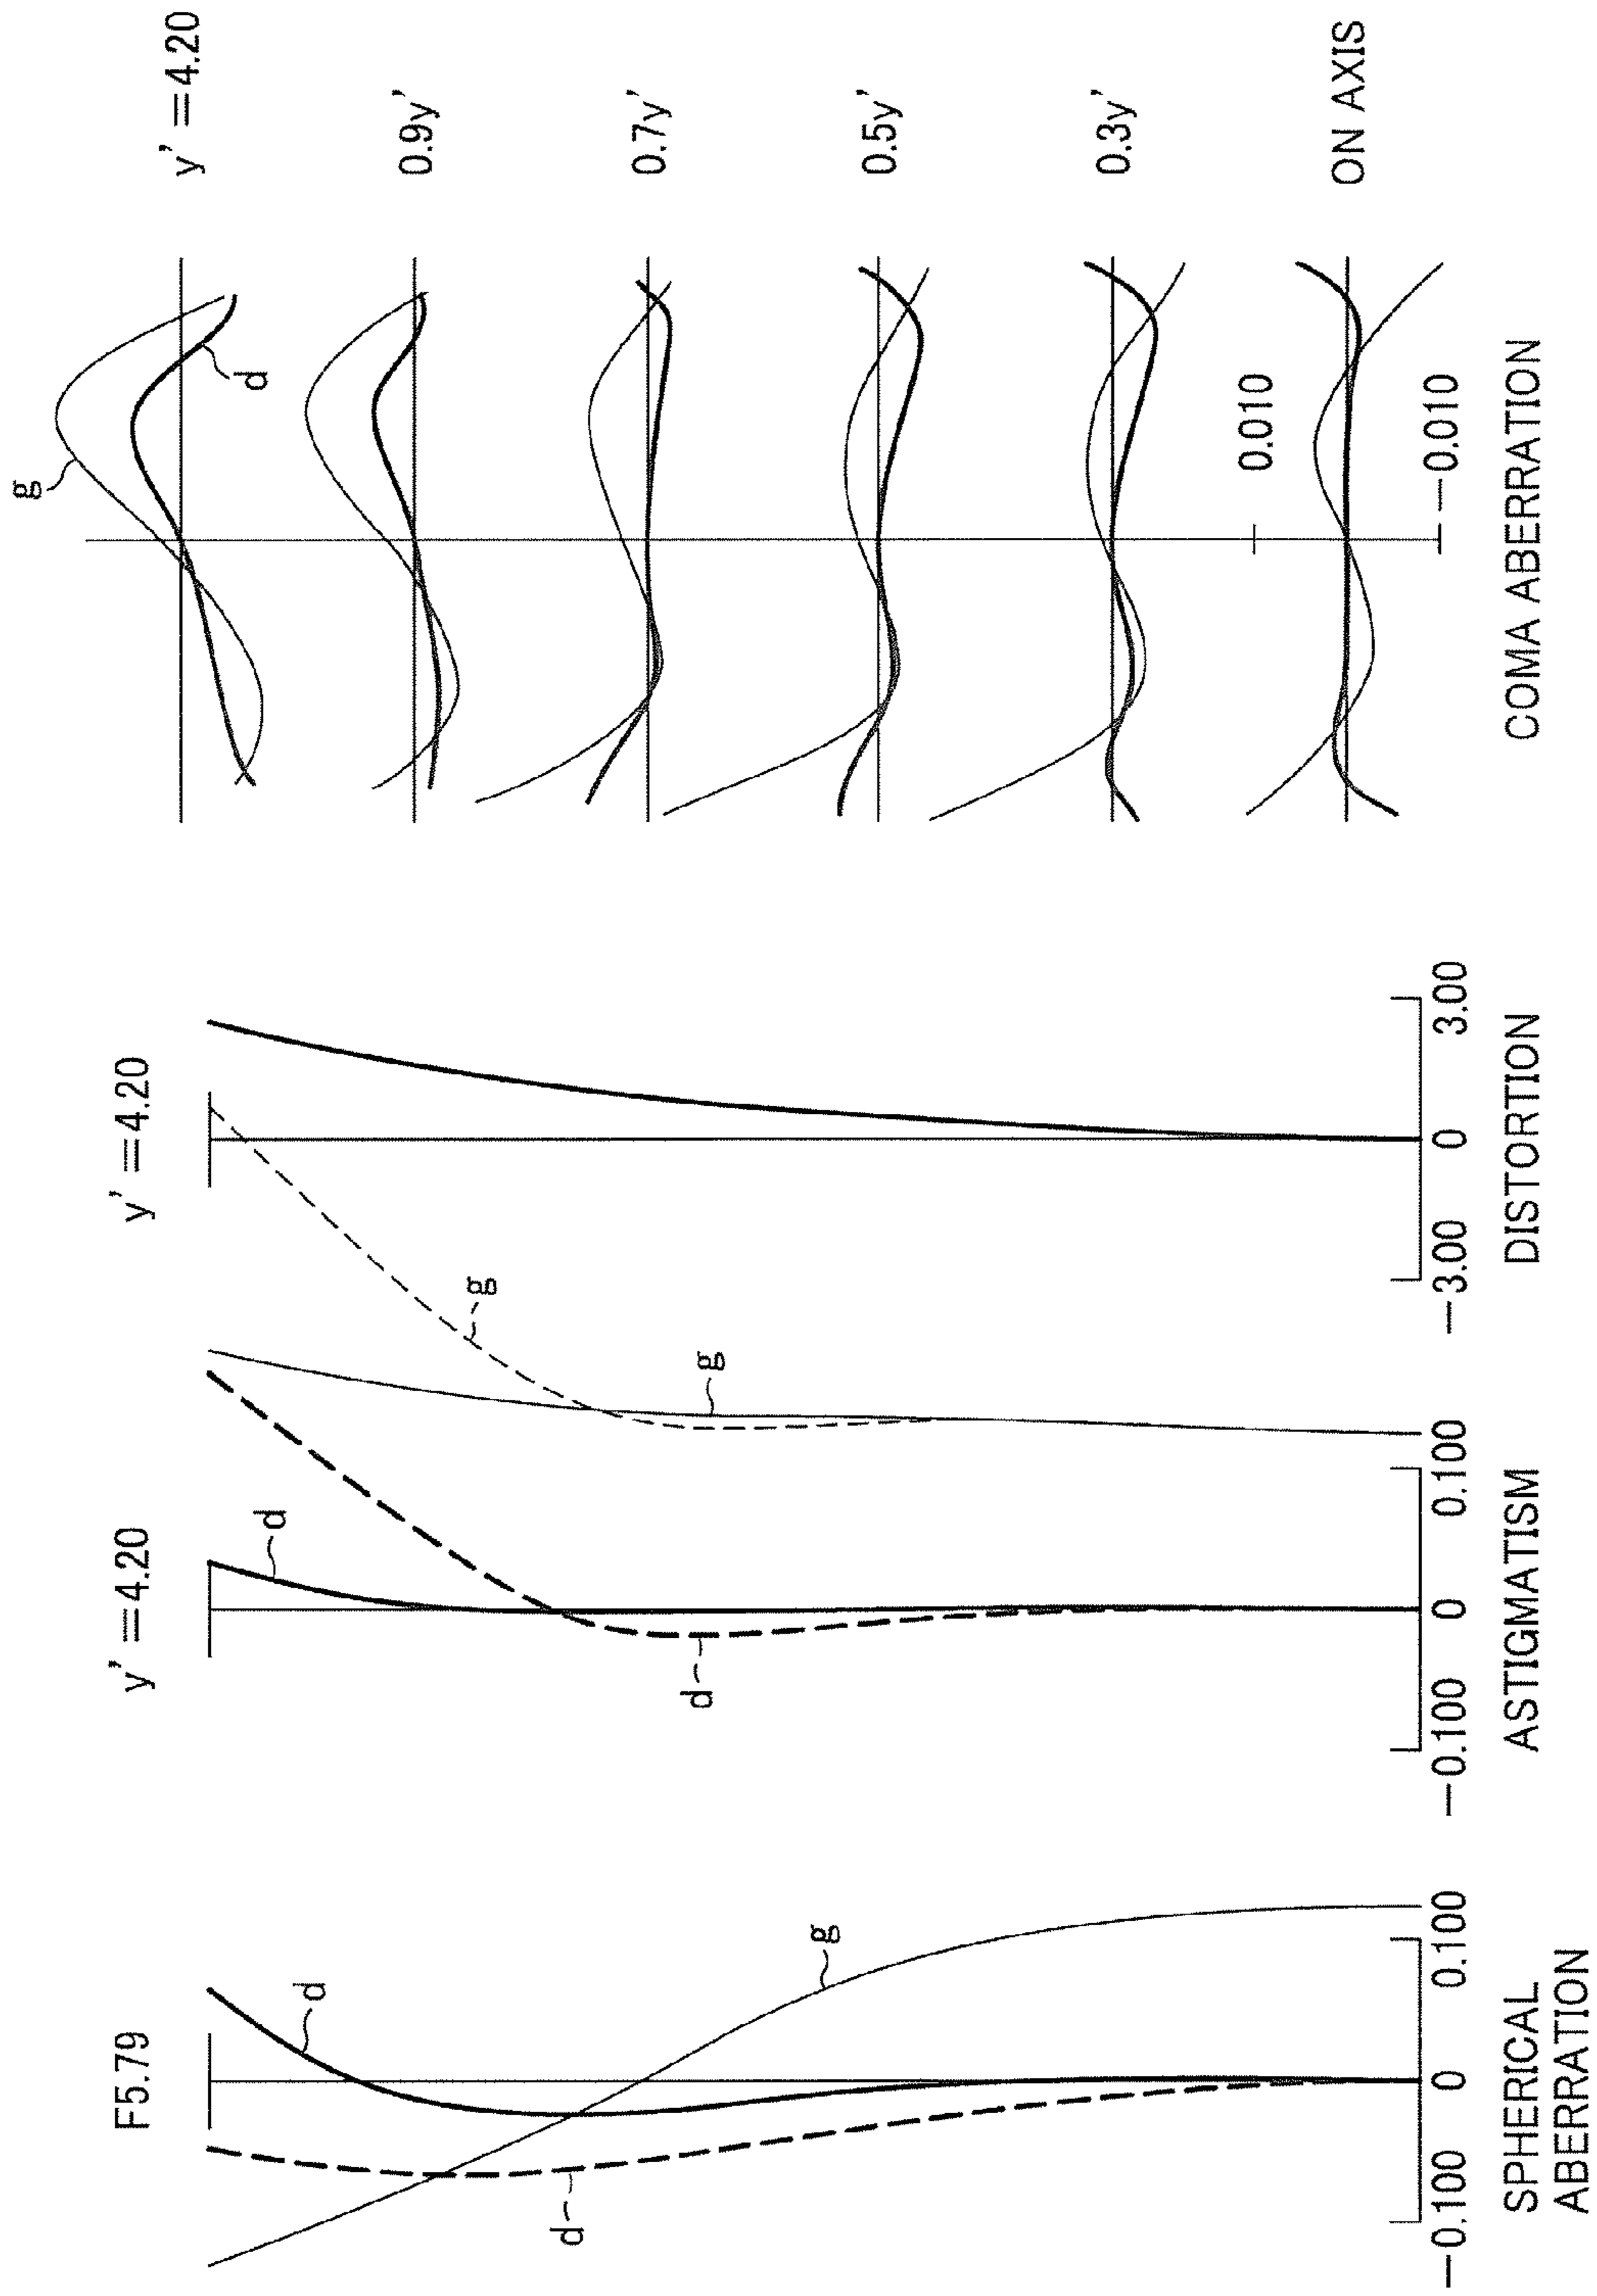 F5.79
d
g
d
−0.100 0 0.100
SPHERICAL
ABERRATION
y' =4.20
d
g
g
d
−0.100 0 0.100
ASTIGMATISM
y' =4.20
−3.00 0 3.00
DISTORTION
g
d
y' =4.20
0.9y'
0.7y'
0.5y'
0.3y'
0.010
ON AXIS
−0.010
COMA ABERRATION